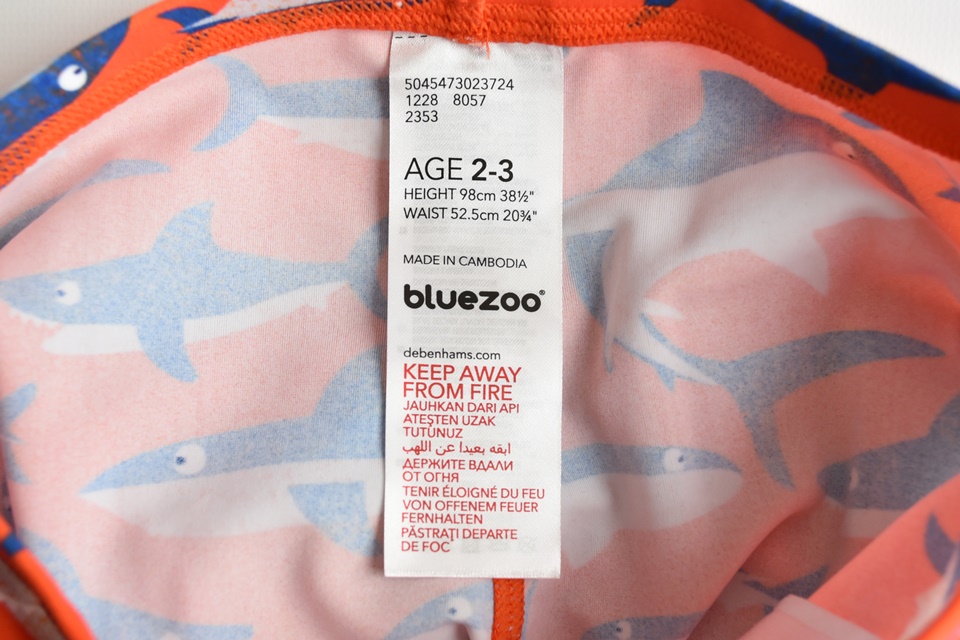 5045473023724
1228 8057
2353
AGE 2-3
HEIGHT 98cm 38½"
WAIST 52.5cm 20¾"
MADE IN CAMBODIA
bluezoo®
debenhams.com
KEEP AWAY
FROM FIRE
JAUHKAN DARI API
ATEŞTEN UZAK
TUTUNUZ
ابقه بعيدا عن اللهب
ДЕРЖИТЕ ВДАЛИ
ОТ ОГНЯ
TENIR ÉLOIGNÉ DU FEU
VON OFFENEM FEUER
FERNHALTEN
PĂSTRAŢI DEPARTE
DE FOC